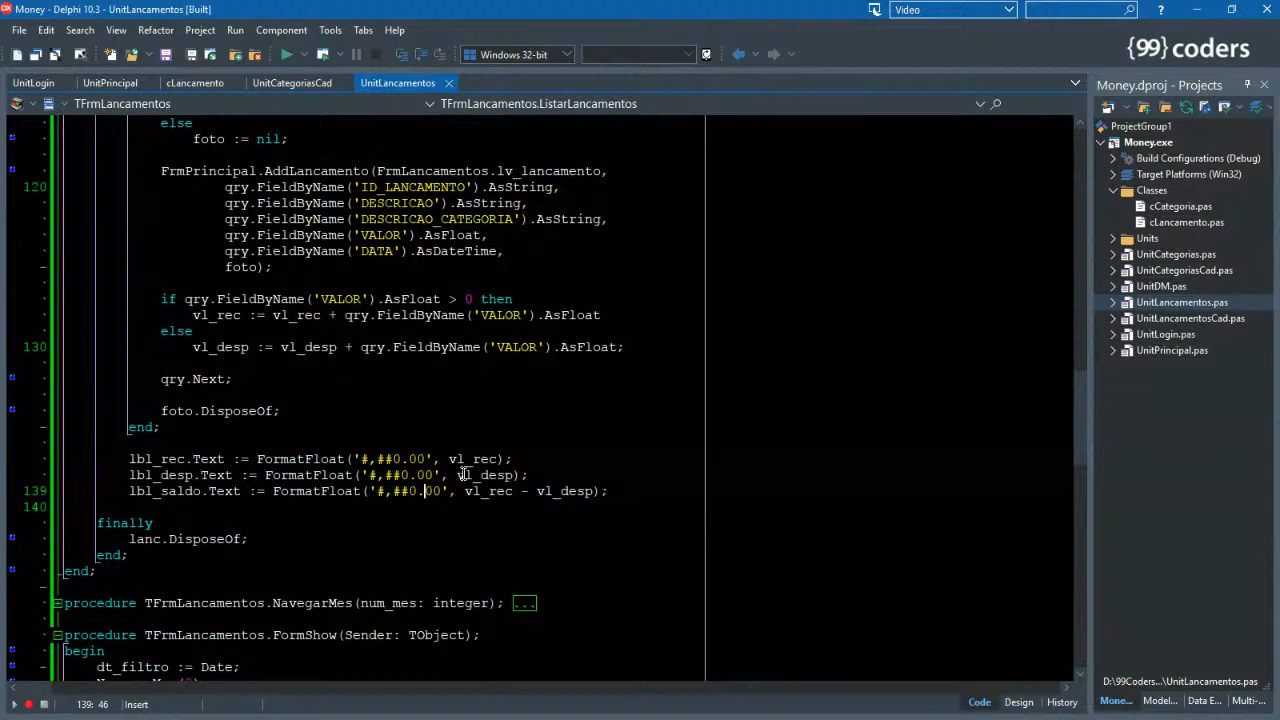 Money - Delphi 10.3 - UnitLancamentos [Built]
Video
File Edit Search View Refactor Project Run Component Tools Tabs Help
Windows 32-bit
{99} coders
UnitLogin UnitPrincipal cLancamento UnitCategoriasCad UnitLancamentos
Money.dproj - Projects
TFrmLancamentos
TFrmLancamentos.ListarLancamentos
else
foto := nil;
FrmPrincipal.AddLancamento(FrmLancamentos.lv_lancamento,
120 qry.FieldByName('ID_LANCAMENTO').AsString,
qry.FieldByName('DESCRICAO').AsString,
qry.FieldByName('DESCRICAO_CATEGORIA').AsString,
qry.FieldByName('VALOR').AsFloat,
qry.FieldByName('DATA').AsDateTime,
foto);
if qry.FieldByName('VALOR').AsFloat > 0 then
vl_rec := vl_rec + qry.FieldByName('VALOR').AsFloat
else
130 vl_desp := vl_desp + qry.FieldByName('VALOR').AsFloat;
qry.Next;
foto.DisposeOf;
end;
lbl_rec.Text := FormatFloat('#,##0.00', vl_rec);
lbl_desp.Text := FormatFloat('#,##0.00', vl_desp);
139 lbl_saldo.Text := FormatFloat('#,##0.00', vl_rec - vl_desp);
140
finally
lanc.DisposeOf;
end;
end;
procedure TFrmLancamentos.NavegarMes(num_mes: integer); ...
procedure TFrmLancamentos.FormShow(Sender: TObject);
begin
dt_filtro := Date;
139: 46 Insert
Code Design History
ProjectGroup1
Money.exe
Build Configurations (Debug)
Target Platforms (Win32)
Classes
cCategoria.pas
cLancamento.pas
Units
UnitCategorias.pas
UnitCategoriasCad.pas
UnitDM.pas
UnitLancamentos.pas
UnitLancamentosCad.pas
UnitLogin.pas
UnitPrincipal.pas
D:\99Coders...\UnitLancamentos.pas
Mone... Model... Data E... Multi-...